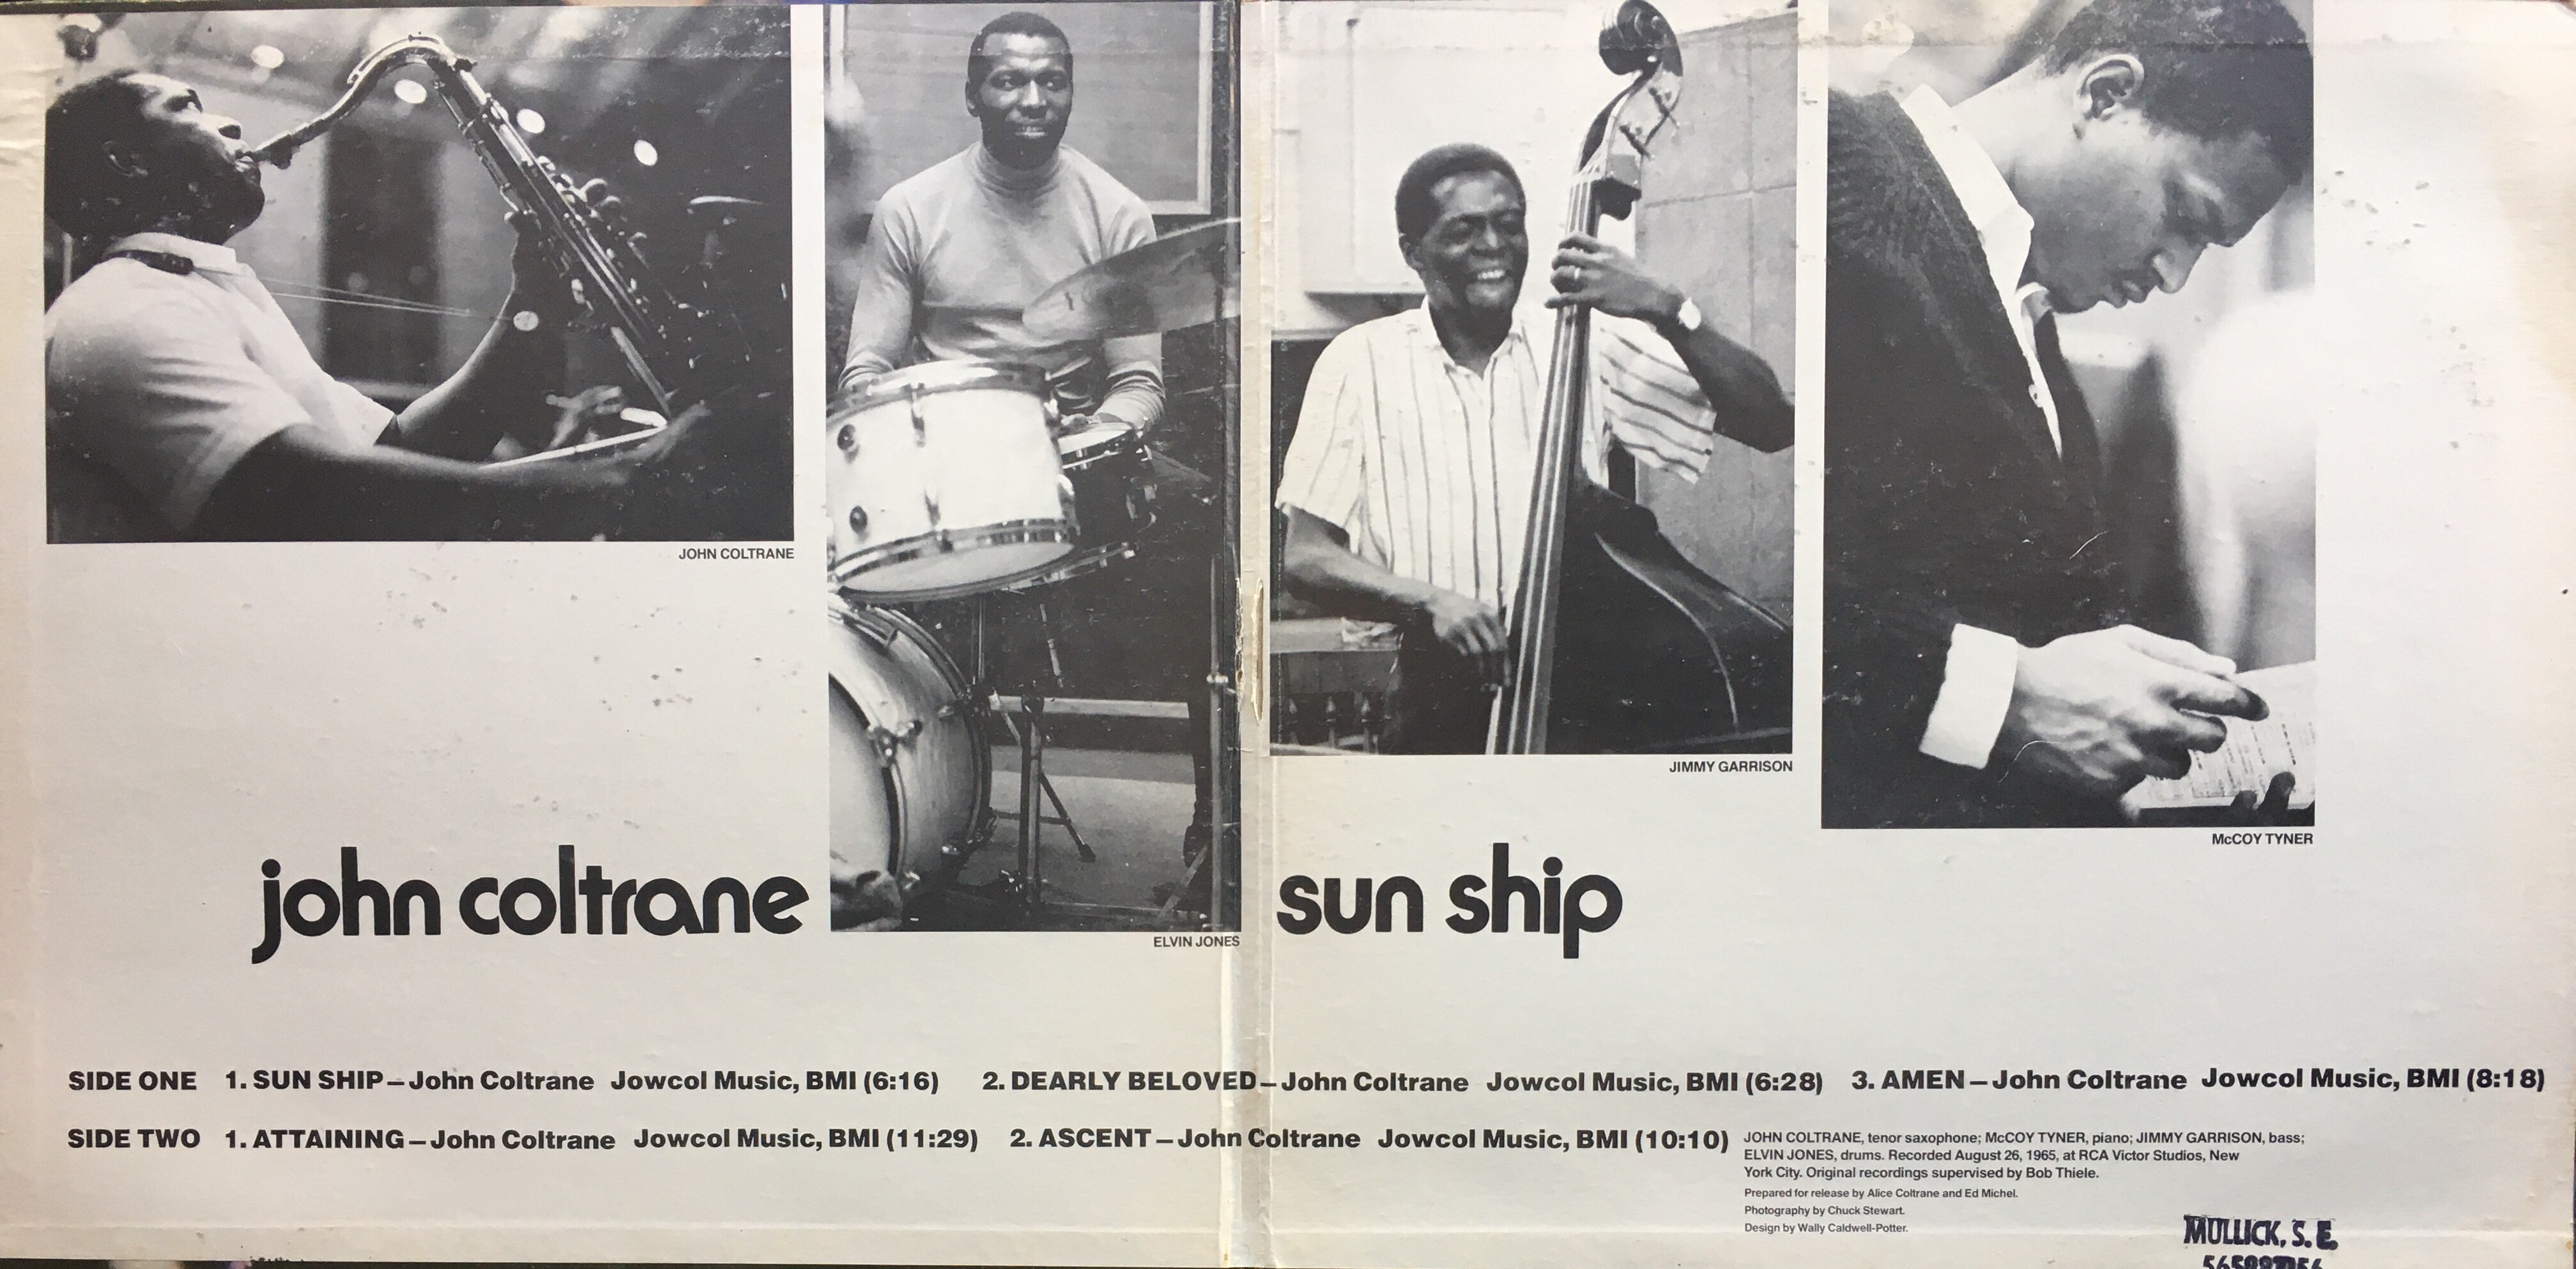 JOHN COLTRANE
JIMMY GARRISON
McCOY TYNER
ELVIN JONES
john coltrane
sun ship
SIDE ONE 1. SUN SHIP—John Coltrane Jowcol Music, BMI (6:16) 2. DEARLY BELOVED—John Coltrane Jowcol Music, BMI (6:28) 3. AMEN—John Coltrane Jowcol Music, BMI (8:18)
SIDE TWO 1. ATTAINING—John Coltrane Jowcol Music, BMI (11:29) 2. ASCENT—John Coltrane Jowcol Music, BMI (10:10)
JOHN COLTRANE, tenor saxophone; McCOY TYNER, piano; JIMMY GARRISON, bass;
ELVIN JONES, drums. Recorded August 26, 1965, at RCA Victor Studios, New
York City. Original recordings supervised by Bob Thiele.
Prepared for release by Alice Coltrane and Ed Michel.
Photography by Chuck Stewart.
Design by Wally Caldwell-Potter.
MULLICK, S. E.